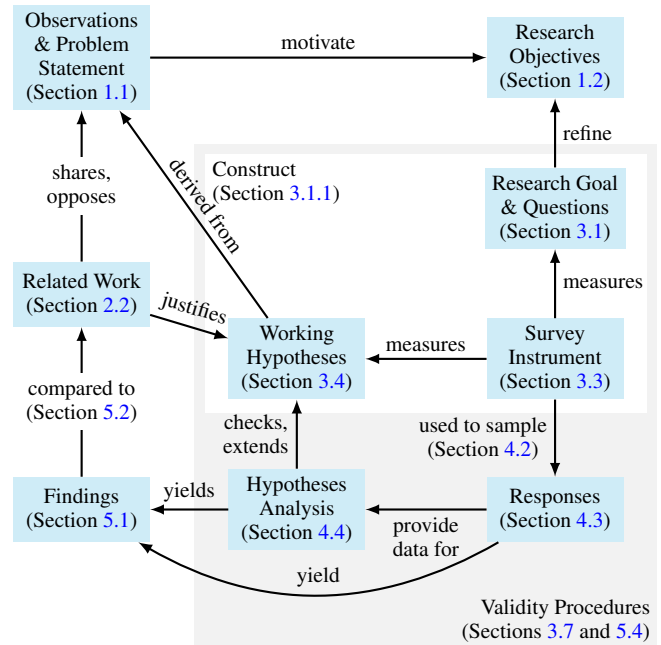 Observations
& Problem
Statement
(Section 1.1)
motivate
Research
Objectives
(Section 1.2)
refine
shares,
opposes
derived from
Construct
(Section 3.1.1)
Research Goal
& Questions
(Section 3.1)
Related Work
(Section 2.2)
justifies
measures
Working
Hypotheses
(Section 3.4)
measures
Survey
Instrument
(Section 3.3)
compared to
(Section 5.2)
checks,
extends
used to sample
(Section 4.2)
Findings
(Section 5.1)
yields
Hypotheses
Analysis
(Section 4.4)
provide
data for
Responses
(Section 4.3)
yield
Validity Procedures
(Sections 3.7 and 5.4)